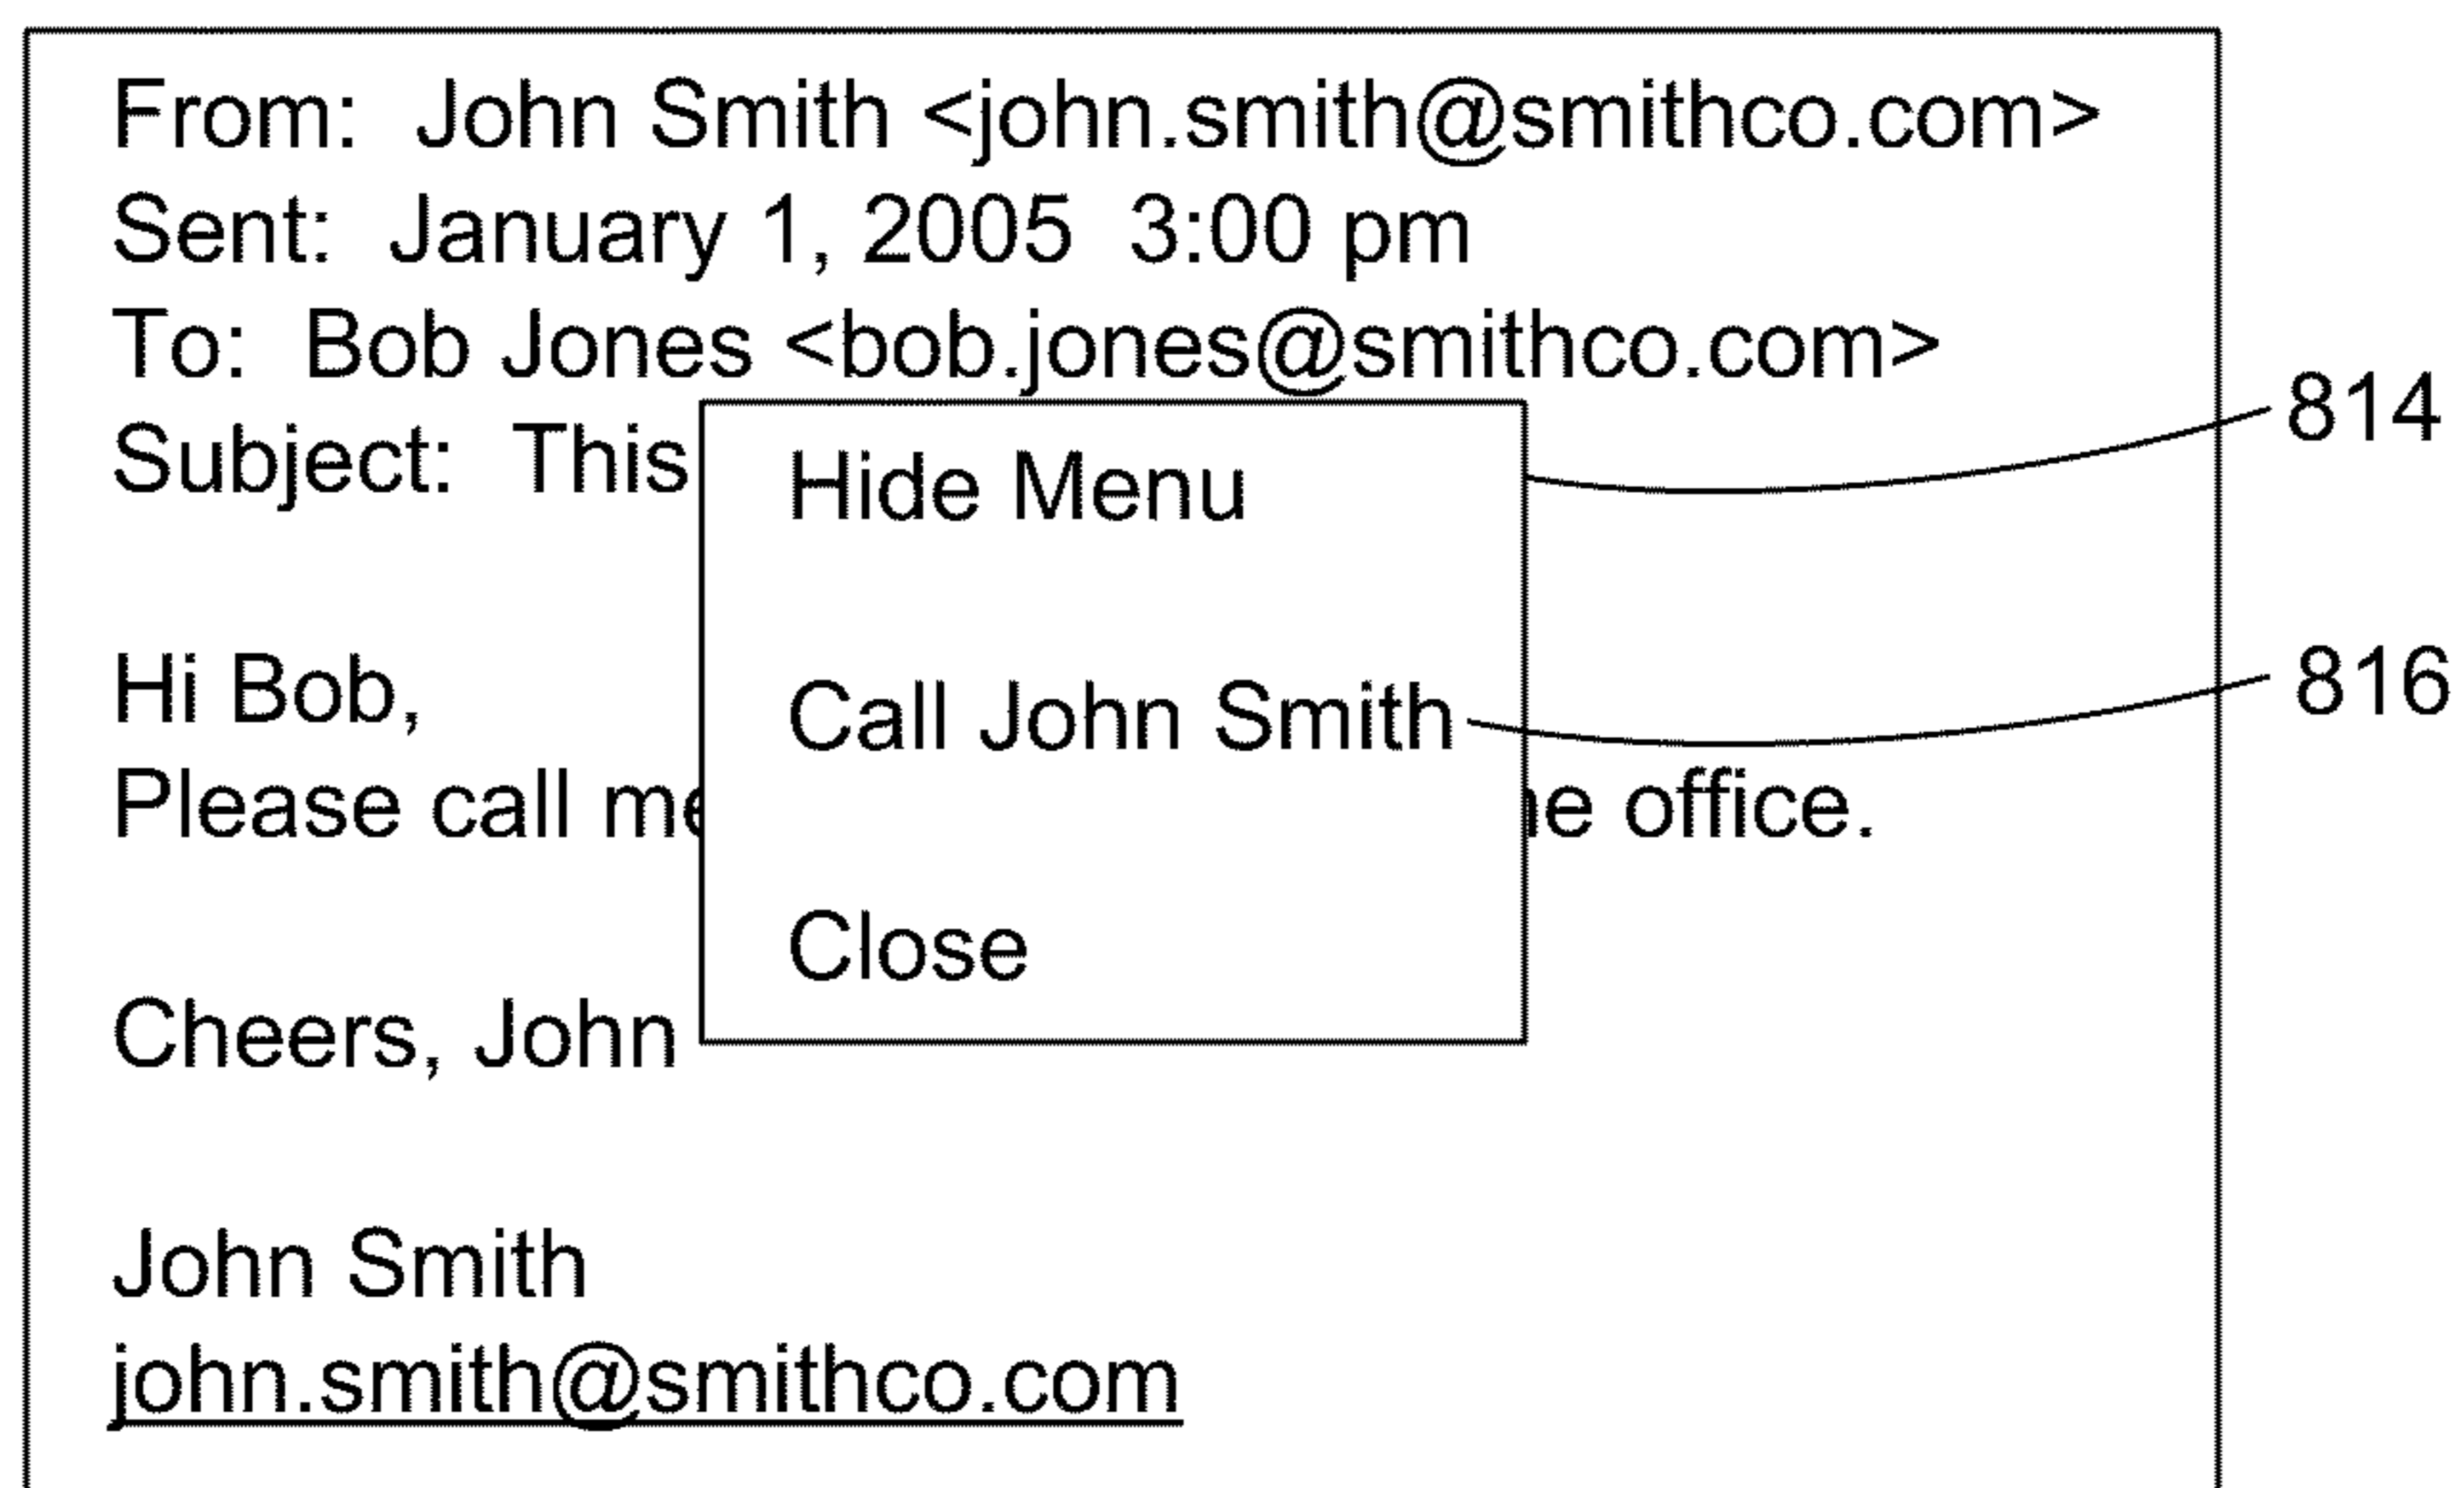 From: John Smith <john.smith@smithco.com>
Sent: January 1, 2005 3:00 pm
To: Bob Jones <bob.jones@smithco.com>
Subject: This
Hide Menu
814
Hi Bob,
Call John Smith
816
Please call me
office.
Close
Cheers, John
John Smith
john.smith@smithco.com